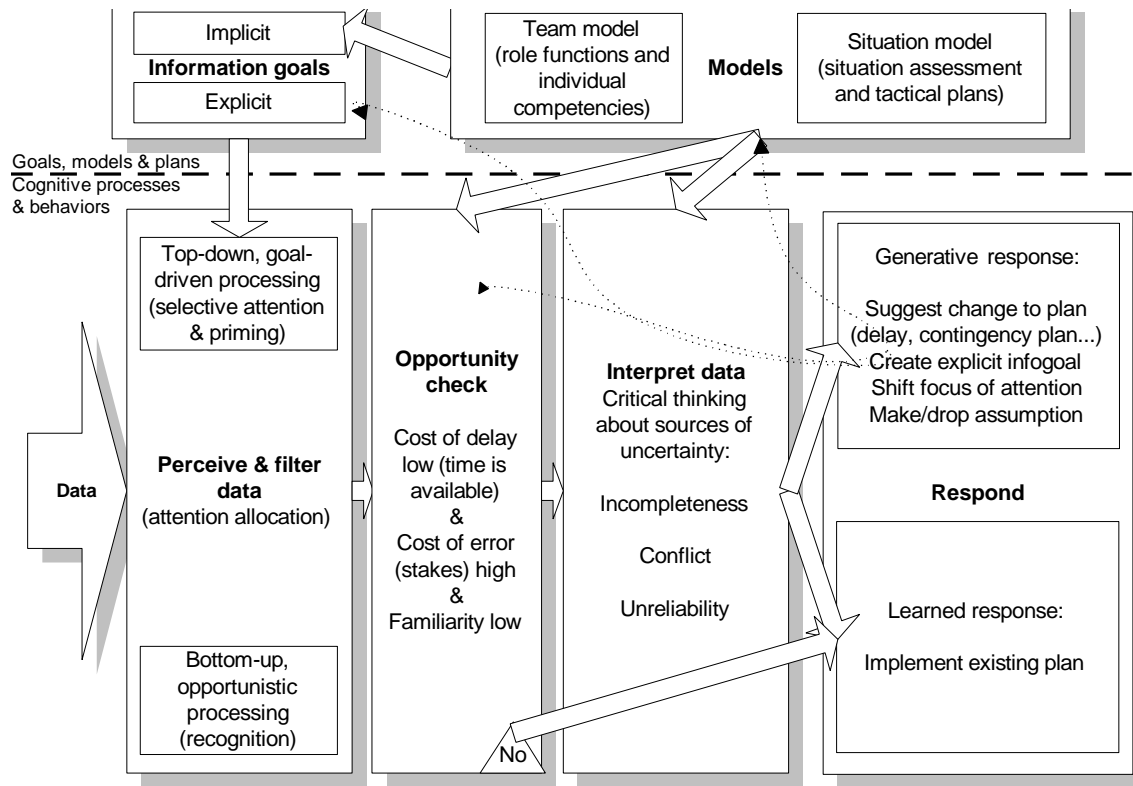 Implicit
Information goals
Explicit
Team model
(role functions and
individual
competencies)
Models
Situation model
(situation assessment
and tactical plans)
Goals, models & plans
Cognitive processes
& behaviors
Data
Top-down, goal-
driven processing
(selective attention
& priming)
Perceive & filter
data
(attention allocation)
Bottom-up,
opportunistic
processing
(recognition)
Opportunity
check
Cost of delay
low (time is
available)
&
Cost of error
(stakes) high
&
Familiarity low
No
Interpret data
Critical thinking
about sources of
uncertainty:
Incompleteness
Conflict
Unreliability
Generative response:
Suggest change to plan
(delay, contingency plan...)
Create explicit infogoal
Shift focus of attention
Make/drop assumption
Respond
Learned response:
Implement existing plan